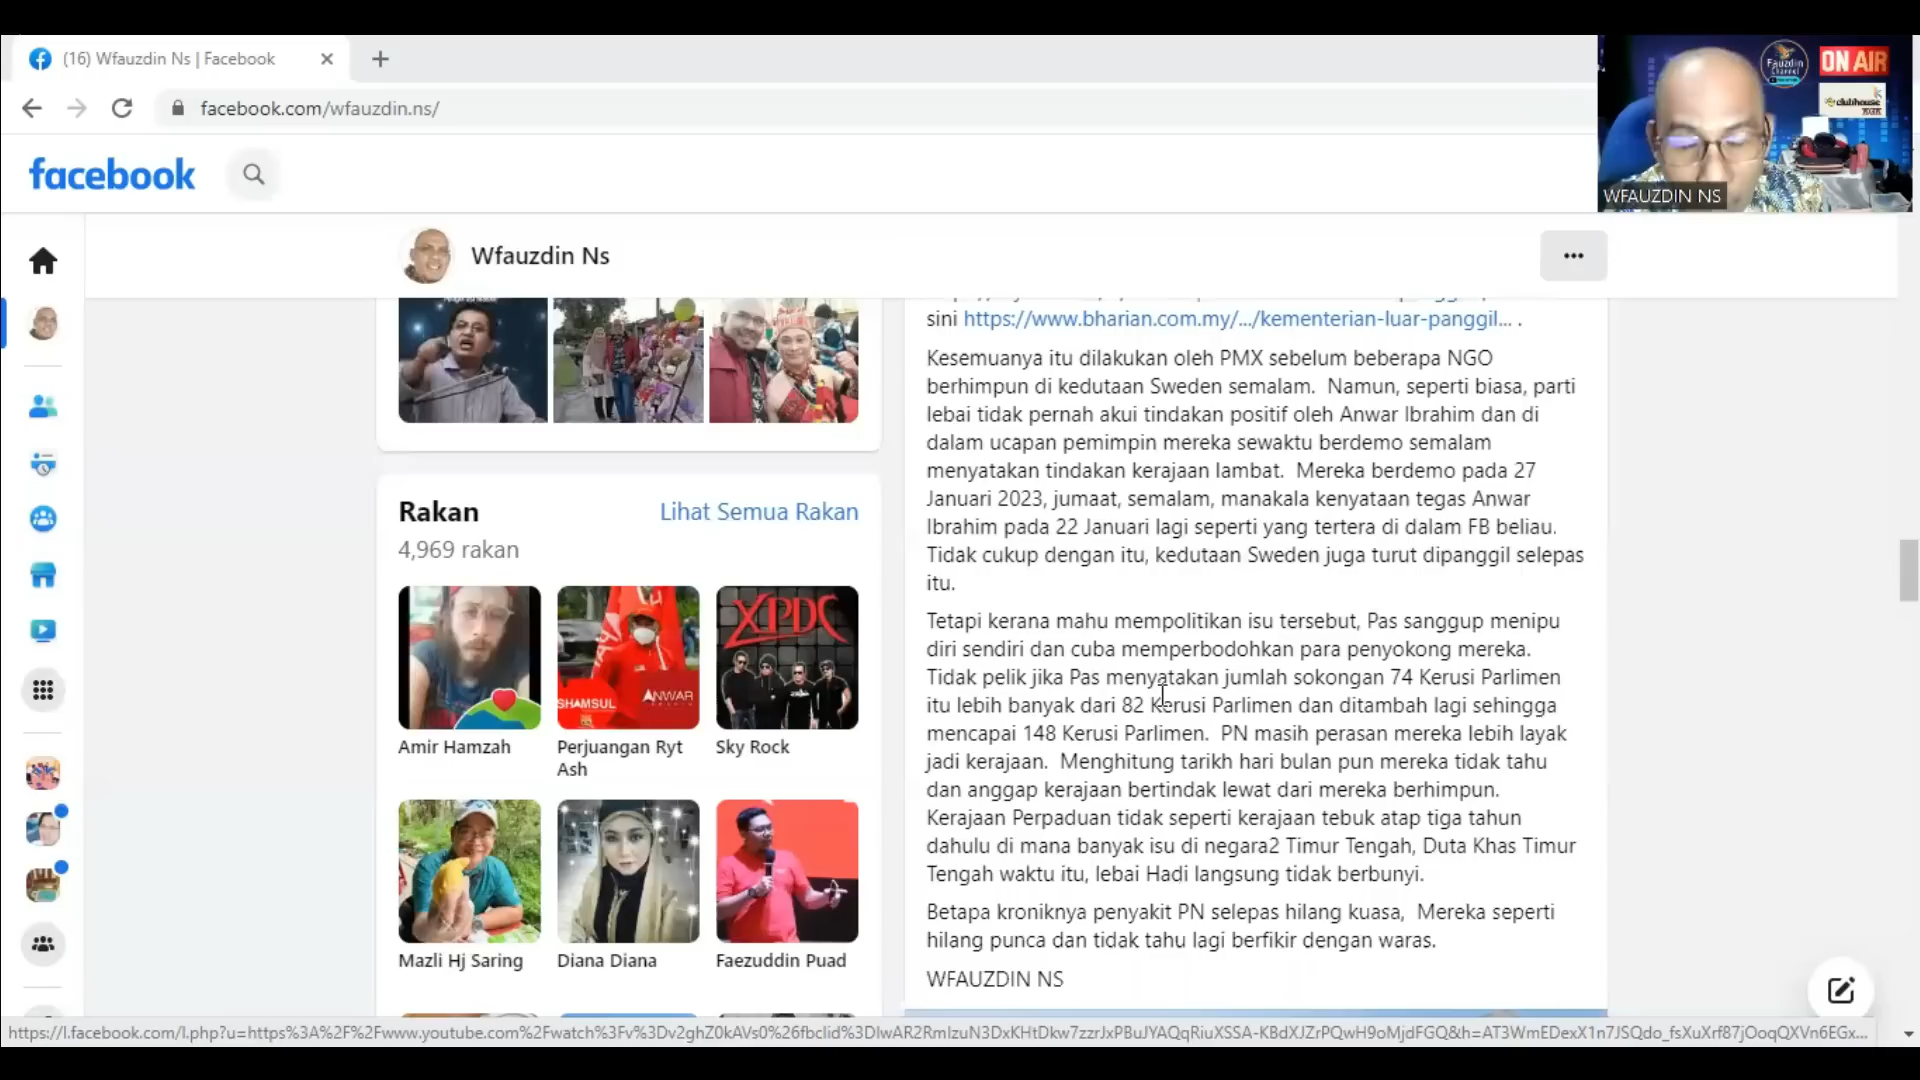 (16) Wfauzdin Ns | Facebook
facebook.com/wfauzdin.ns/
Fauzdin
Channel
ON AIR
clubhouse
WFAUZDIN NS
facebook
Wfauzdin Ns
sini https://www.bharian.com.my/.../kementerian-luar-panggil... .
Kesemuanya itu dilakukan oleh PMX sebelum beberapa NGO
berhimpun di kedutaan Sweden semalam. Namun, seperti biasa, parti
lebai tidak pernah akui tindakan positif oleh Anwar Ibrahim dan di
dalam ucapan pemimpin mereka sewaktu berdemo semalam
menyatakan tindakan kerajaan lambat. Mereka berdemo pada 27
Januari 2023, jumaat, semalam, manakala kenyataan tegas Anwar
Ibrahim pada 22 Januari lagi seperti yang tertera di dalam FB beliau.
Tidak cukup dengan itu, kedutaan Sweden juga turut dipanggil selepas
itu.
Tetapi kerana mahu mempolitikan isu tersebut, Pas sanggup menipu
diri sendiri dan cuba memperbodohkan para penyokong mereka.
Tidak pelik jika Pas menyatakan jumlah sokongan 74 Kerusi Parlimen
itu lebih banyak dari 82 Kerusi Parlimen dan ditambah lagi sehingga
mencapai 148 Kerusi Parlimen. PN masih perasan mereka lebih layak
jadi kerajaan. Menghitung tarikh hari bulan pun mereka tidak tahu
dan anggap kerajaan bertindak lewat dari mereka berhimpun.
Kerajaan Perpaduan tidak seperti kerajaan tebuk atap tiga tahun
dahulu di mana banyak isu di negara2 Timur Tengah, Duta Khas Timur
Tengah waktu itu, lebai Hadi langsung tidak berbunyi.
Betapa kroniknya penyakit PN selepas hilang kuasa, Mereka seperti
hilang punca dan tidak tahu lagi berfikir dengan waras.
WFAUZDIN NS
Rakan
Lihat Semua Rakan
4,969 rakan
SHAMSUL
ANWAR
XPDC
Amir Hamzah
Perjuangan Ryt
Ash
Sky Rock
Mazli Hj Saring
Diana Diana
Faezuddin Puad